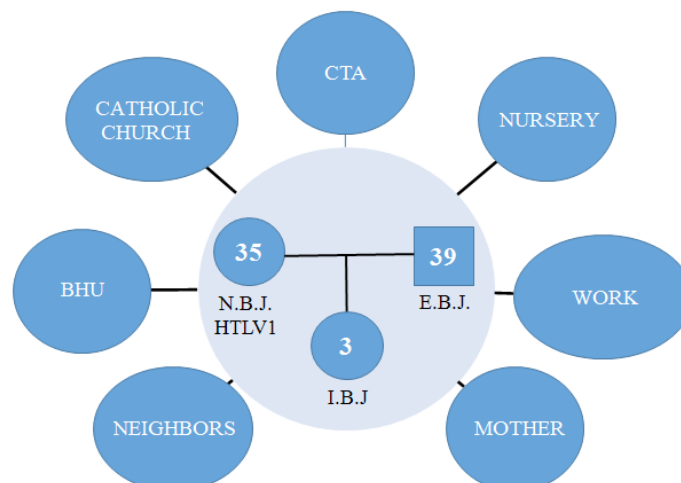 CTA
CATHOLIC
CHURCH
NURSERY
35
39
BHU
N.B.J.
HTLV1
E.B.J.
WORK
3
I.B.J
NEIGHBORS
MOTHER